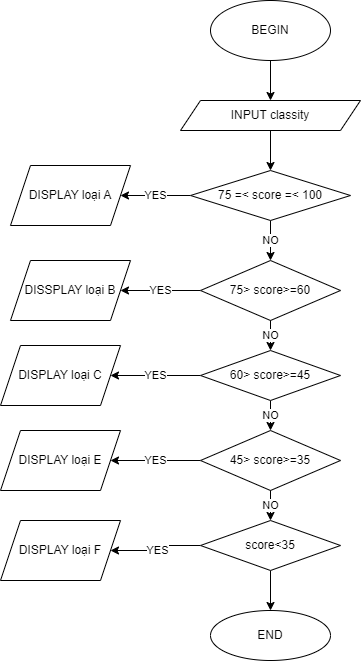 BEGIN
INPUT classity
75 =< score =< 100
YES
DISPLAY loại A
NO
75> score>=60
YES
DISSPLAY loại B
NO
60> score>=45
YES
DISPLAY loại C
NO
45> score>=35
YES
DISPLAY loại E
NO
score<35
YES
DISPLAY loại F
END